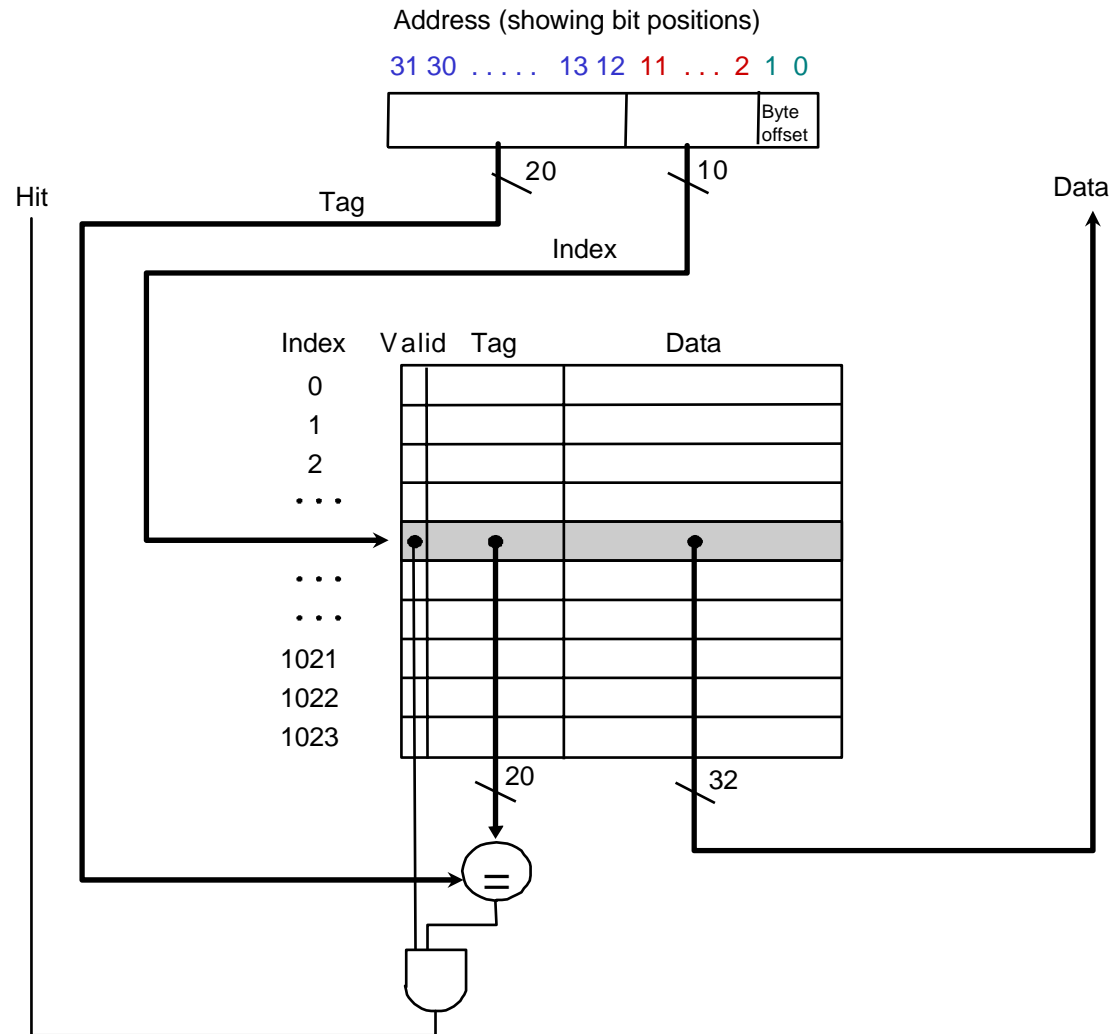 Address (showing bit positions)
31 30 . . . . . 13 12 11 . . . 2 1 0
Byte
offset
20 10
Hit
Data
Tag
Index
Index Valid Tag Data
0
1
2
. . .
. . .
. . .
1021
1022
1023
20 32
=